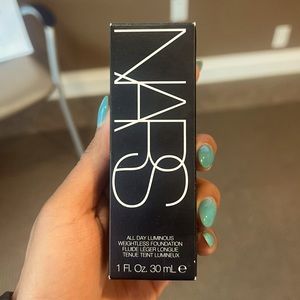 NARS
ALL DAY LUMINOUS
WEIGHTLESS FOUNDATION
FLUIDE LÉGER LONGUE
TENUE TEINT LUMINEUX
1 Fl. Oz. 30 mL ℮